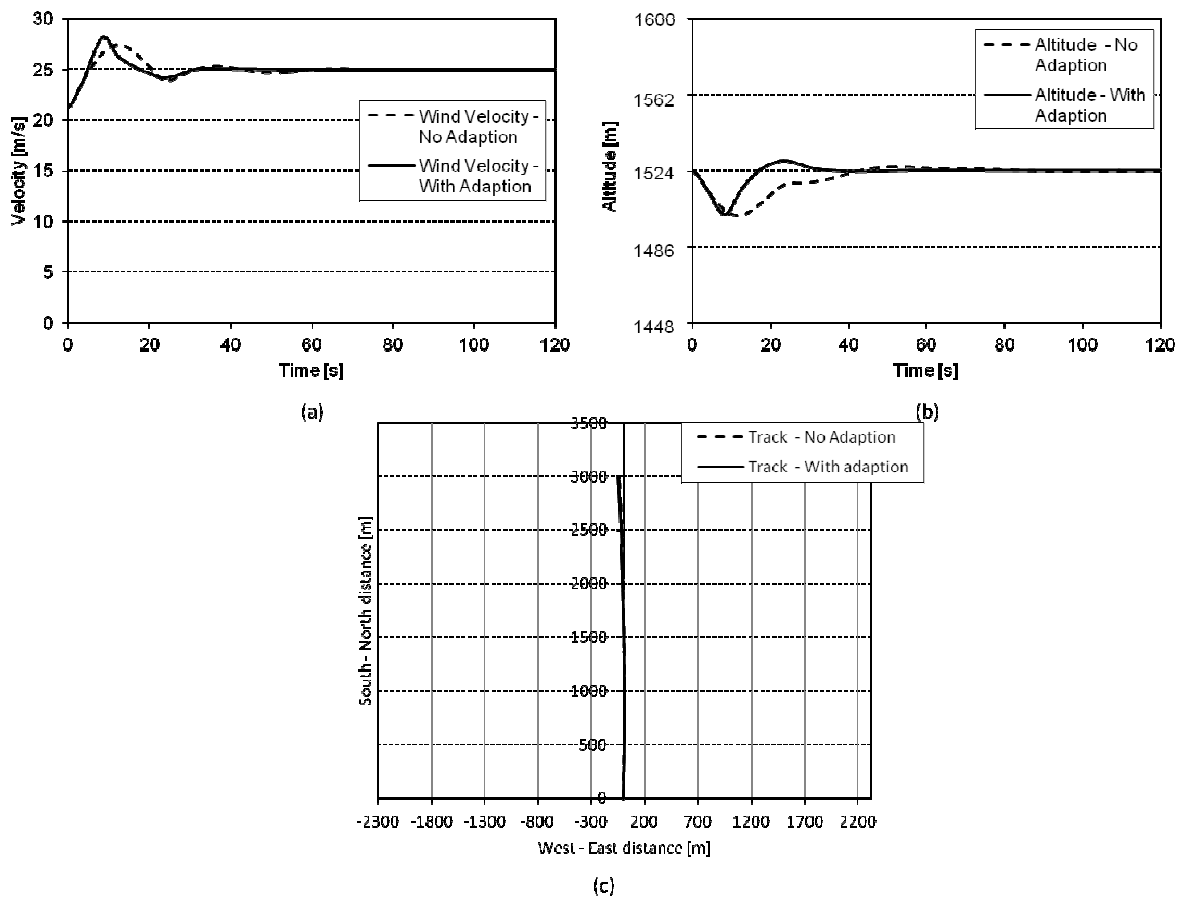 30
25
20
15
10
5
0
Velocity [m/s]
Wind Velocity -
No Adaption
Wind Velocity -
With Adaption
0 20 40 60 80 100 120
Time [s]
(a)
1600
1562
1524
1486
1448
Altitude [m]
Altitude - No
Adaption
Altitude - With
Adaption
0 20 40 60 80 100 120
Time [s]
(b)
3500
3000
2500
2000
1500
1000
500
0
South - North distance [m]
Track - No Adaption
Track - With adaption
-2300 -1800 -1300 -800 -300 200 700 1200 1700 2200
West - East distance [m]
(c)